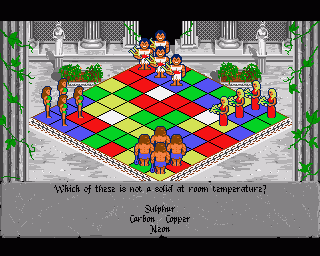 Which of these is not a solid at room temperature?
Sulphur
Carbon Copper
Neon